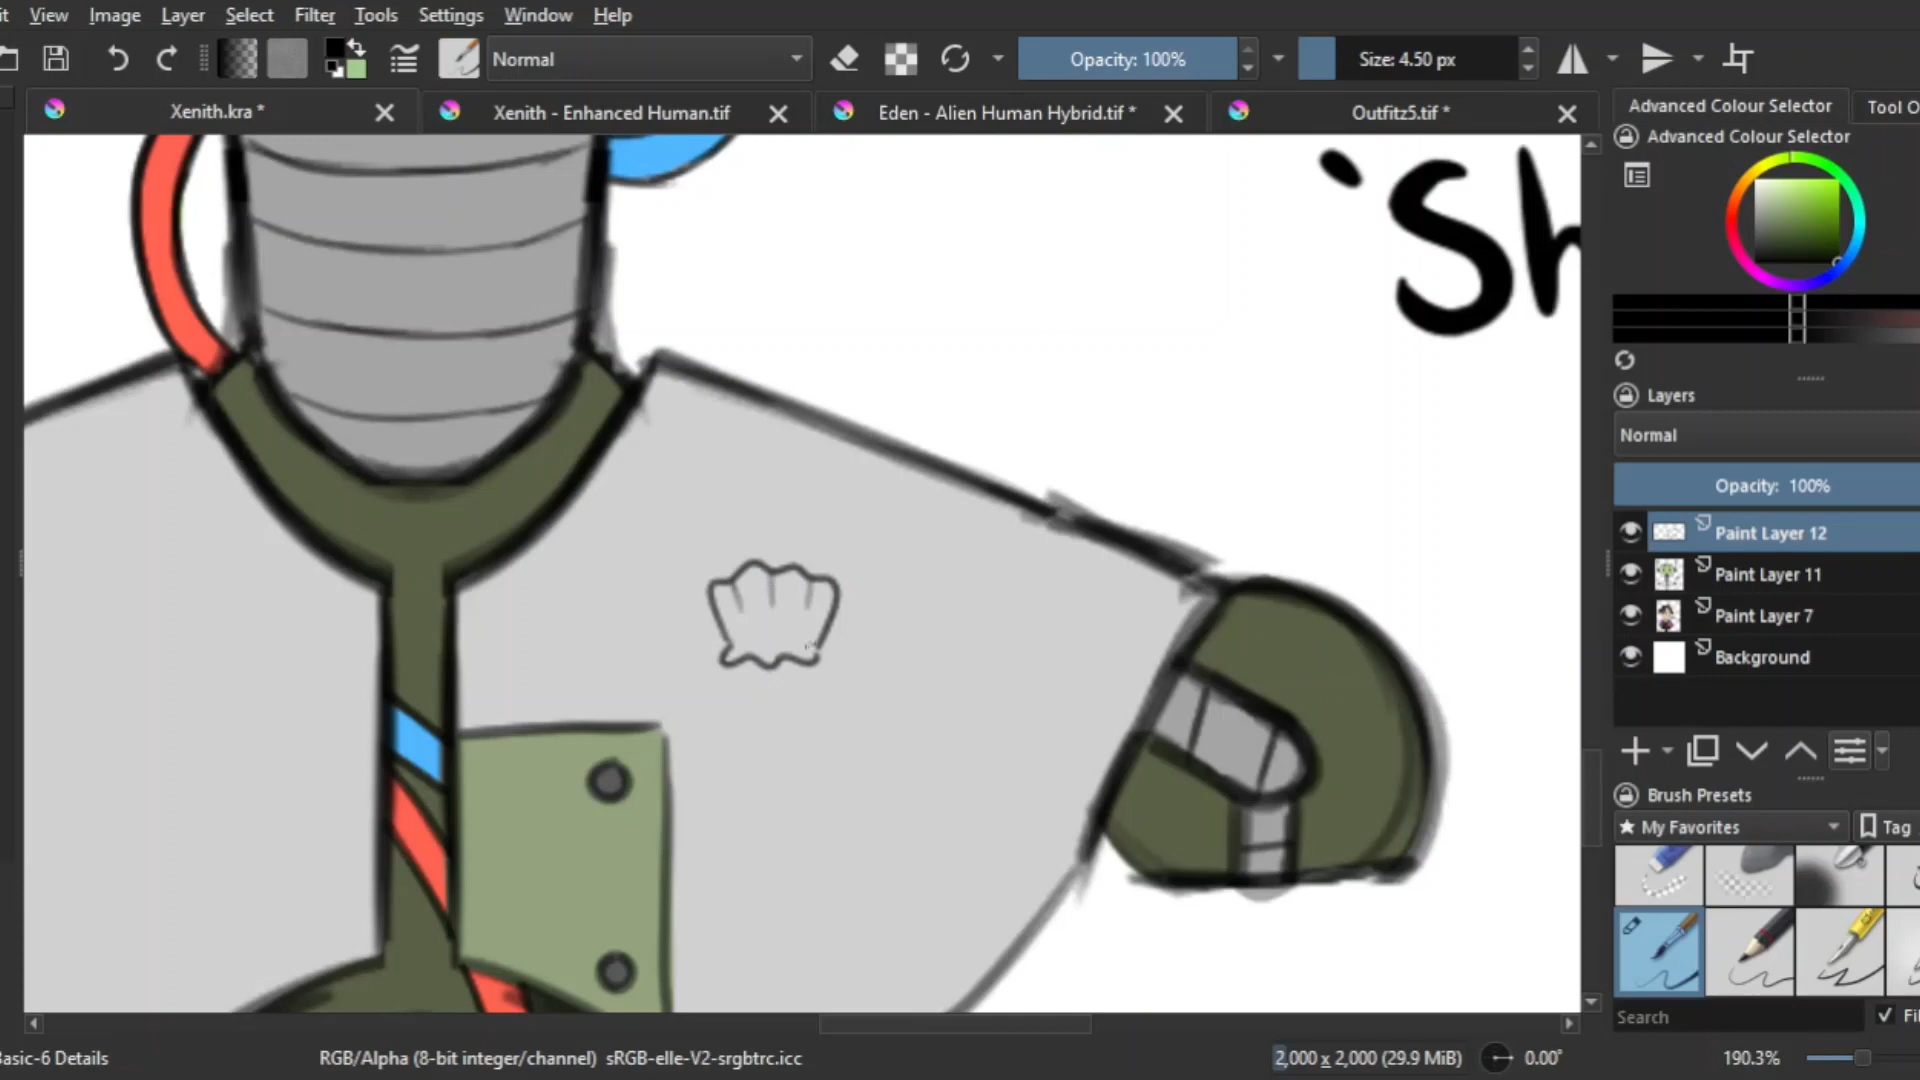 View Image Layer Select Filter Tools Settings Window Help
Normal Opacity: 100% Size: 4.50 px
Xenith.kra * Xenith - Enhanced Human.tif Eden - Alien Human Hybrid.tif * Outfitz5.tif * Advanced Colour Selector Tool O
Advanced Colour Selector
'Sh
Layers
Normal
Opacity: 100%
Paint Layer 12
Paint Layer 11
Paint Layer 7
Background
Brush Presets
★ My Favorites Tag
Search Fil
Basic-6 Details RGB/Alpha (8-bit integer/channel) sRGB-elle-V2-srgbtrc.icc 2,000 x 2,000 (29.9 MiB) 0.00° 190.3%